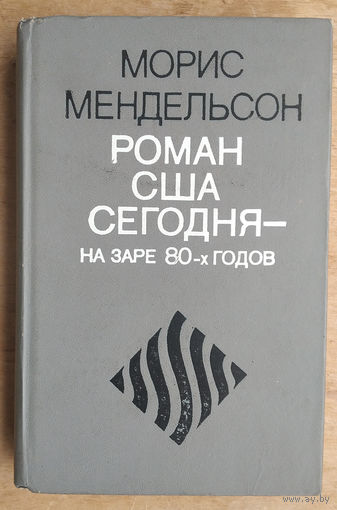 МОРИС
МЕНДЕЛЬСОН
РОМАН
США
СЕГОДНЯ—
НА ЗАРЕ 80-х ГОДОВ
www.ay.by